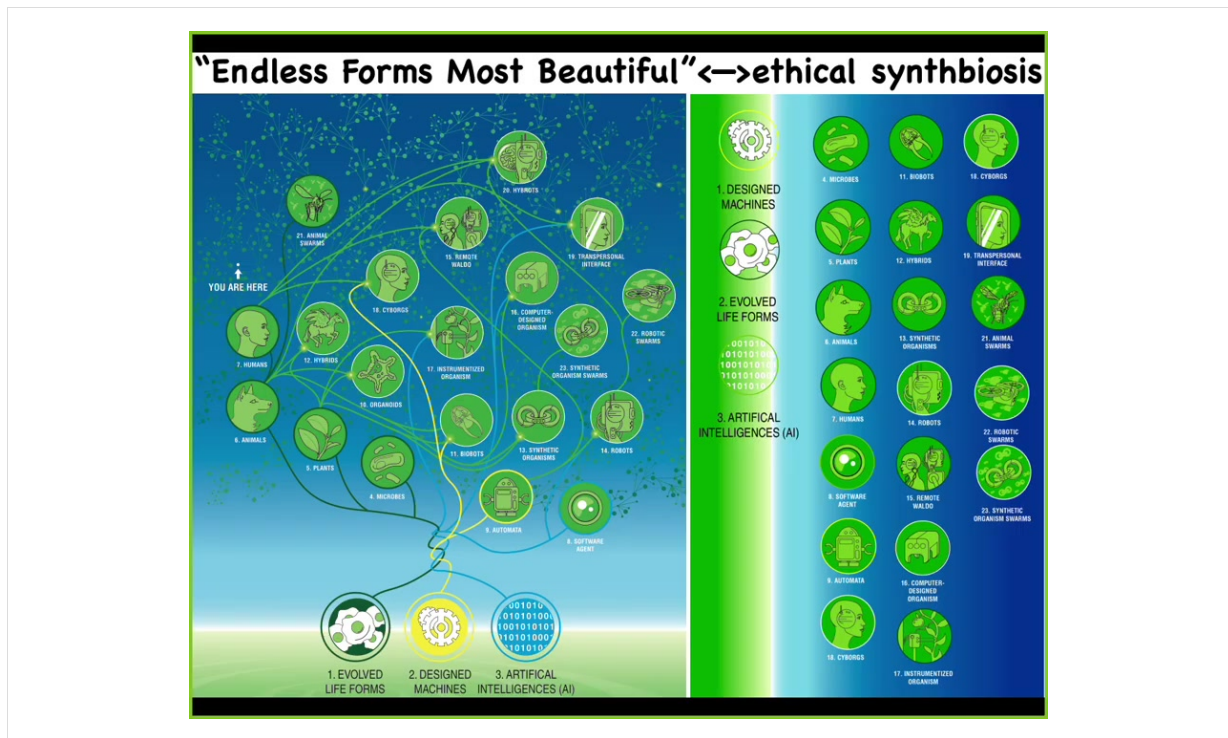 “Endless Forms Most Beautiful”<—>ethical synthbiosis
20. HYBROTS
21. ANIMAL
SWARMS
15. REMOTE
WALDO
19. TRANSPERSONAL
INTERFACE
YOU ARE HERE
18. CYBORGS
16. COMPUTER-
DESIGNED
ORGANISM
22. ROBOTIC
SWARMS
7. HUMANS
12. HYBRIDS
17. INSTRUMENTIZED
ORGANISM
23. SYNTHETIC
ORGANISM SWARMS
10. ORGANOIDS
6. ANIMALS
5. PLANTS
11. BIOBOTS
13. SYNTHETIC
ORGANISMS
14. ROBOTS
4. MICROBES
9. AUTOMATA
8. SOFTWARE
AGENT
1. EVOLVED
LIFE FORMS
2. DESIGNED
MACHINES
3. ARTIFICAL
INTELLIGENCES (AI)
1. DESIGNED
MACHINES
2. EVOLVED
LIFE FORMS
3. ARTIFICAL
INTELLIGENCES (AI)
4. MICROBES
5. PLANTS
6. ANIMALS
7. HUMANS
8. SOFTWARE
AGENT
9. AUTOMATA
18. CYBORGS
11. BIOBOTS
12. HYBRIDS
13. SYNTHETIC
ORGANISMS
14. ROBOTS
15. REMOTE
WALDO
16. COMPUTER-
DESIGNED
ORGANISM
17. INSTRUMENTIZED
ORGANISM
18. CYBORGS
19. TRANSPERSONAL
INTERFACE
21. ANIMAL
SWARMS
22. ROBOTIC
SWARMS
23. SYNTHETIC
ORGANISM SWARMS